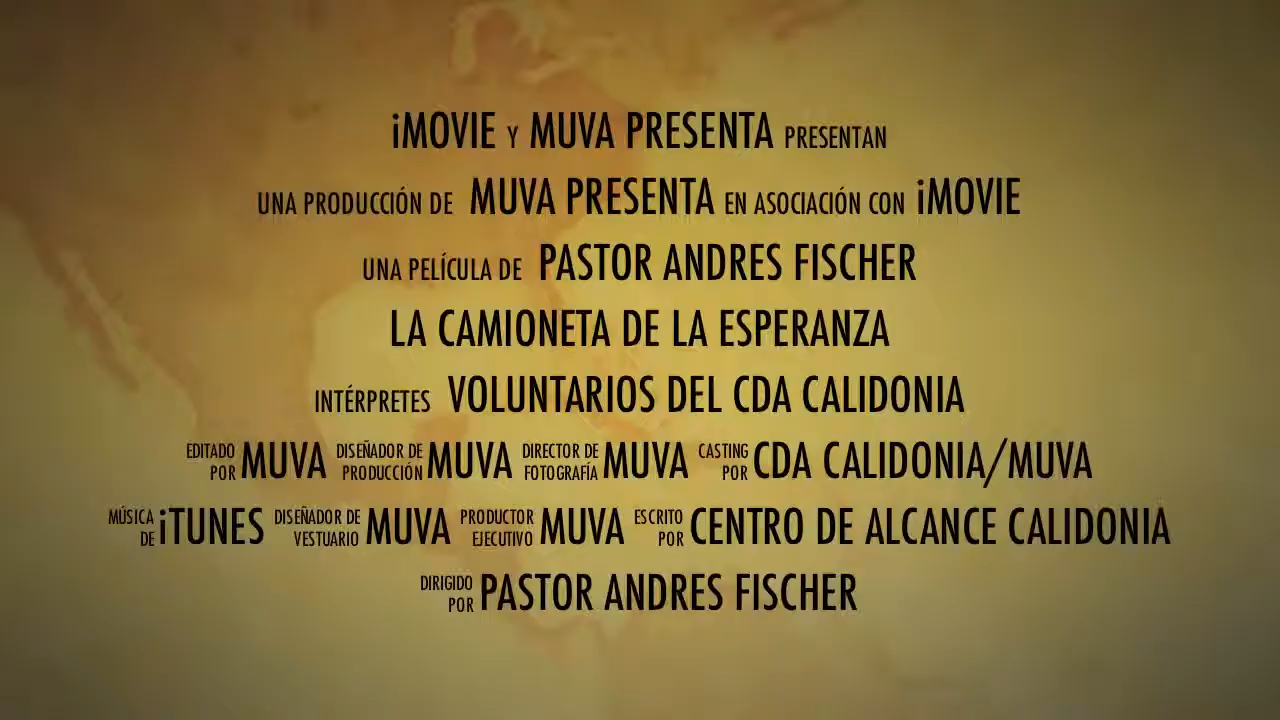 iMOVIE Y MUVA PRESENTA PRESENTAN
UNA PRODUCCIÓN DE MUVA PRESENTA EN ASOCIACIÓN CON iMOVIE
UNA PELÍCULA DE PASTOR ANDRES FISCHER
LA CAMIONETA DE LA ESPERANZA
INTÉRPRETES VOLUNTARIOS DEL CDA CALIDONIA
EDITADO POR MUVA DISEÑADOR DE PRODUCCIÓN MUVA DIRECTOR DE FOTOGRAFÍA MUVA CASTING POR CDA CALIDONIA/MUVA
MÚSICA DE iTUNES DISEÑADOR DE VESTUARIO MUVA PRODUCTOR EJECUTIVO MUVA ESCRITO POR CENTRO DE ALCANCE CALIDONIA
DIRIGIDO POR PASTOR ANDRES FISCHER